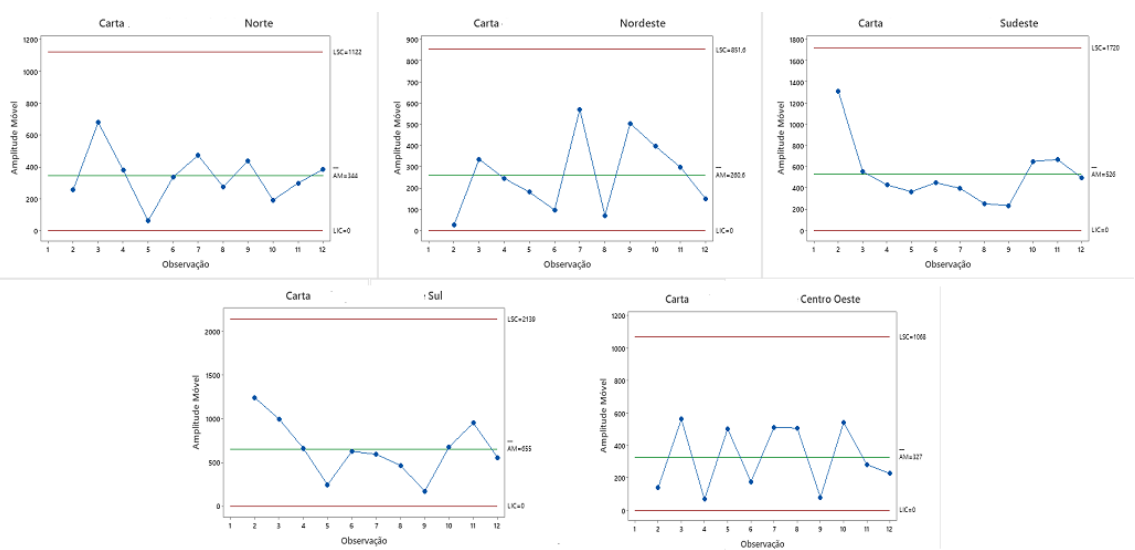 Carta Norte
1200
1000
800
600
400
200
0
Amplitude Móvel
LSC=1122
AM=344
LIC=0
1 2 3 4 5 6 7 8 9 10 11 12
Observação
Carta Nordeste
900
800
700
600
500
400
300
200
100
0
Amplitude Móvel
LSC=851,6
AM=260,6
LIC=0
1 2 3 4 5 6 7 8 9 10 11 12
Observação
Carta Sudeste
1800
1600
1400
1200
1000
800
600
400
200
0
Amplitude Móvel
LSC=1720
AM=526
LIC=0
1 2 3 4 5 6 7 8 9 10 11 12
Observação
Carta Sul
2000
1500
1000
500
0
Amplitude Móvel
LSC=2139
AM=655
LIC=0
1 2 3 4 5 6 7 8 9 10 11 12
Observação
Carta Centro Oeste
1200
1000
800
600
400
200
0
Amplitude Móvel
LSC=1068
AM=327
LIC=0
1 2 3 4 5 6 7 8 9 10 11 12
Observação